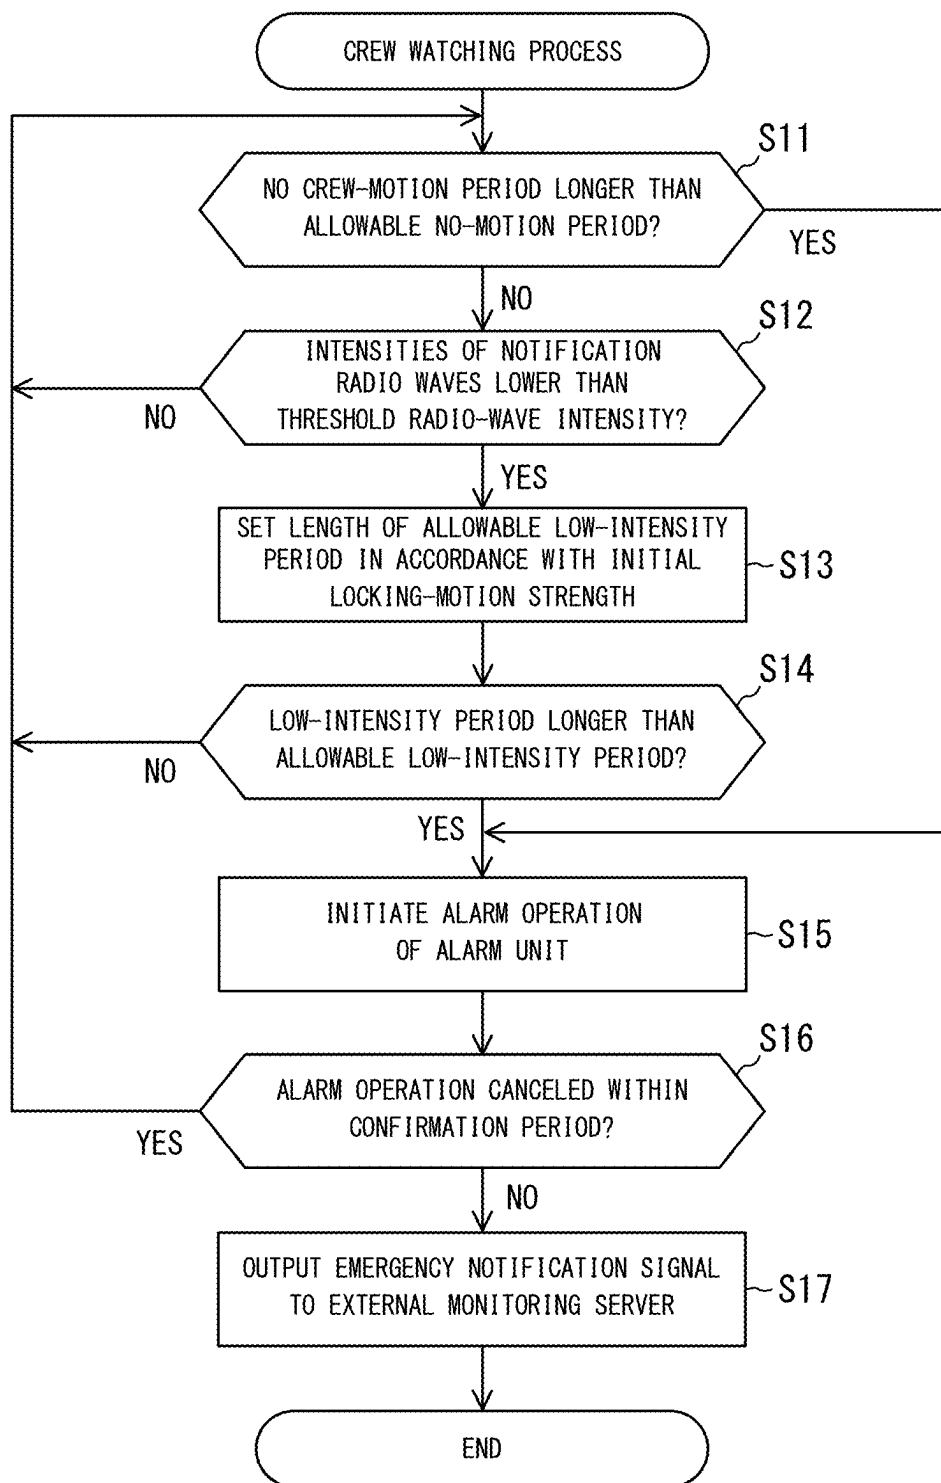 CREW WATCHING PROCESS
S11
NO CREW-MOTION PERIOD LONGER THAN
ALLOWABLE NO-MOTION PERIOD?
YES
NO
S12
INTENSITIES OF NOTIFICATION
RADIO WAVES LOWER THAN
THRESHOLD RADIO-WAVE INTENSITY?
NO
YES
SET LENGTH OF ALLOWABLE LOW-INTENSITY
PERIOD IN ACCORDANCE WITH INITIAL
LOCKING-MOTION STRENGTH
S13
S14
LOW-INTENSITY PERIOD LONGER THAN
ALLOWABLE LOW-INTENSITY PERIOD?
NO
YES
INITIATE ALARM OPERATION
OF ALARM UNIT
S15
S16
ALARM OPERATION CANCELED WITHIN
CONFIRMATION PERIOD?
YES
NO
OUTPUT EMERGENCY NOTIFICATION SIGNAL
TO EXTERNAL MONITORING SERVER
S17
END